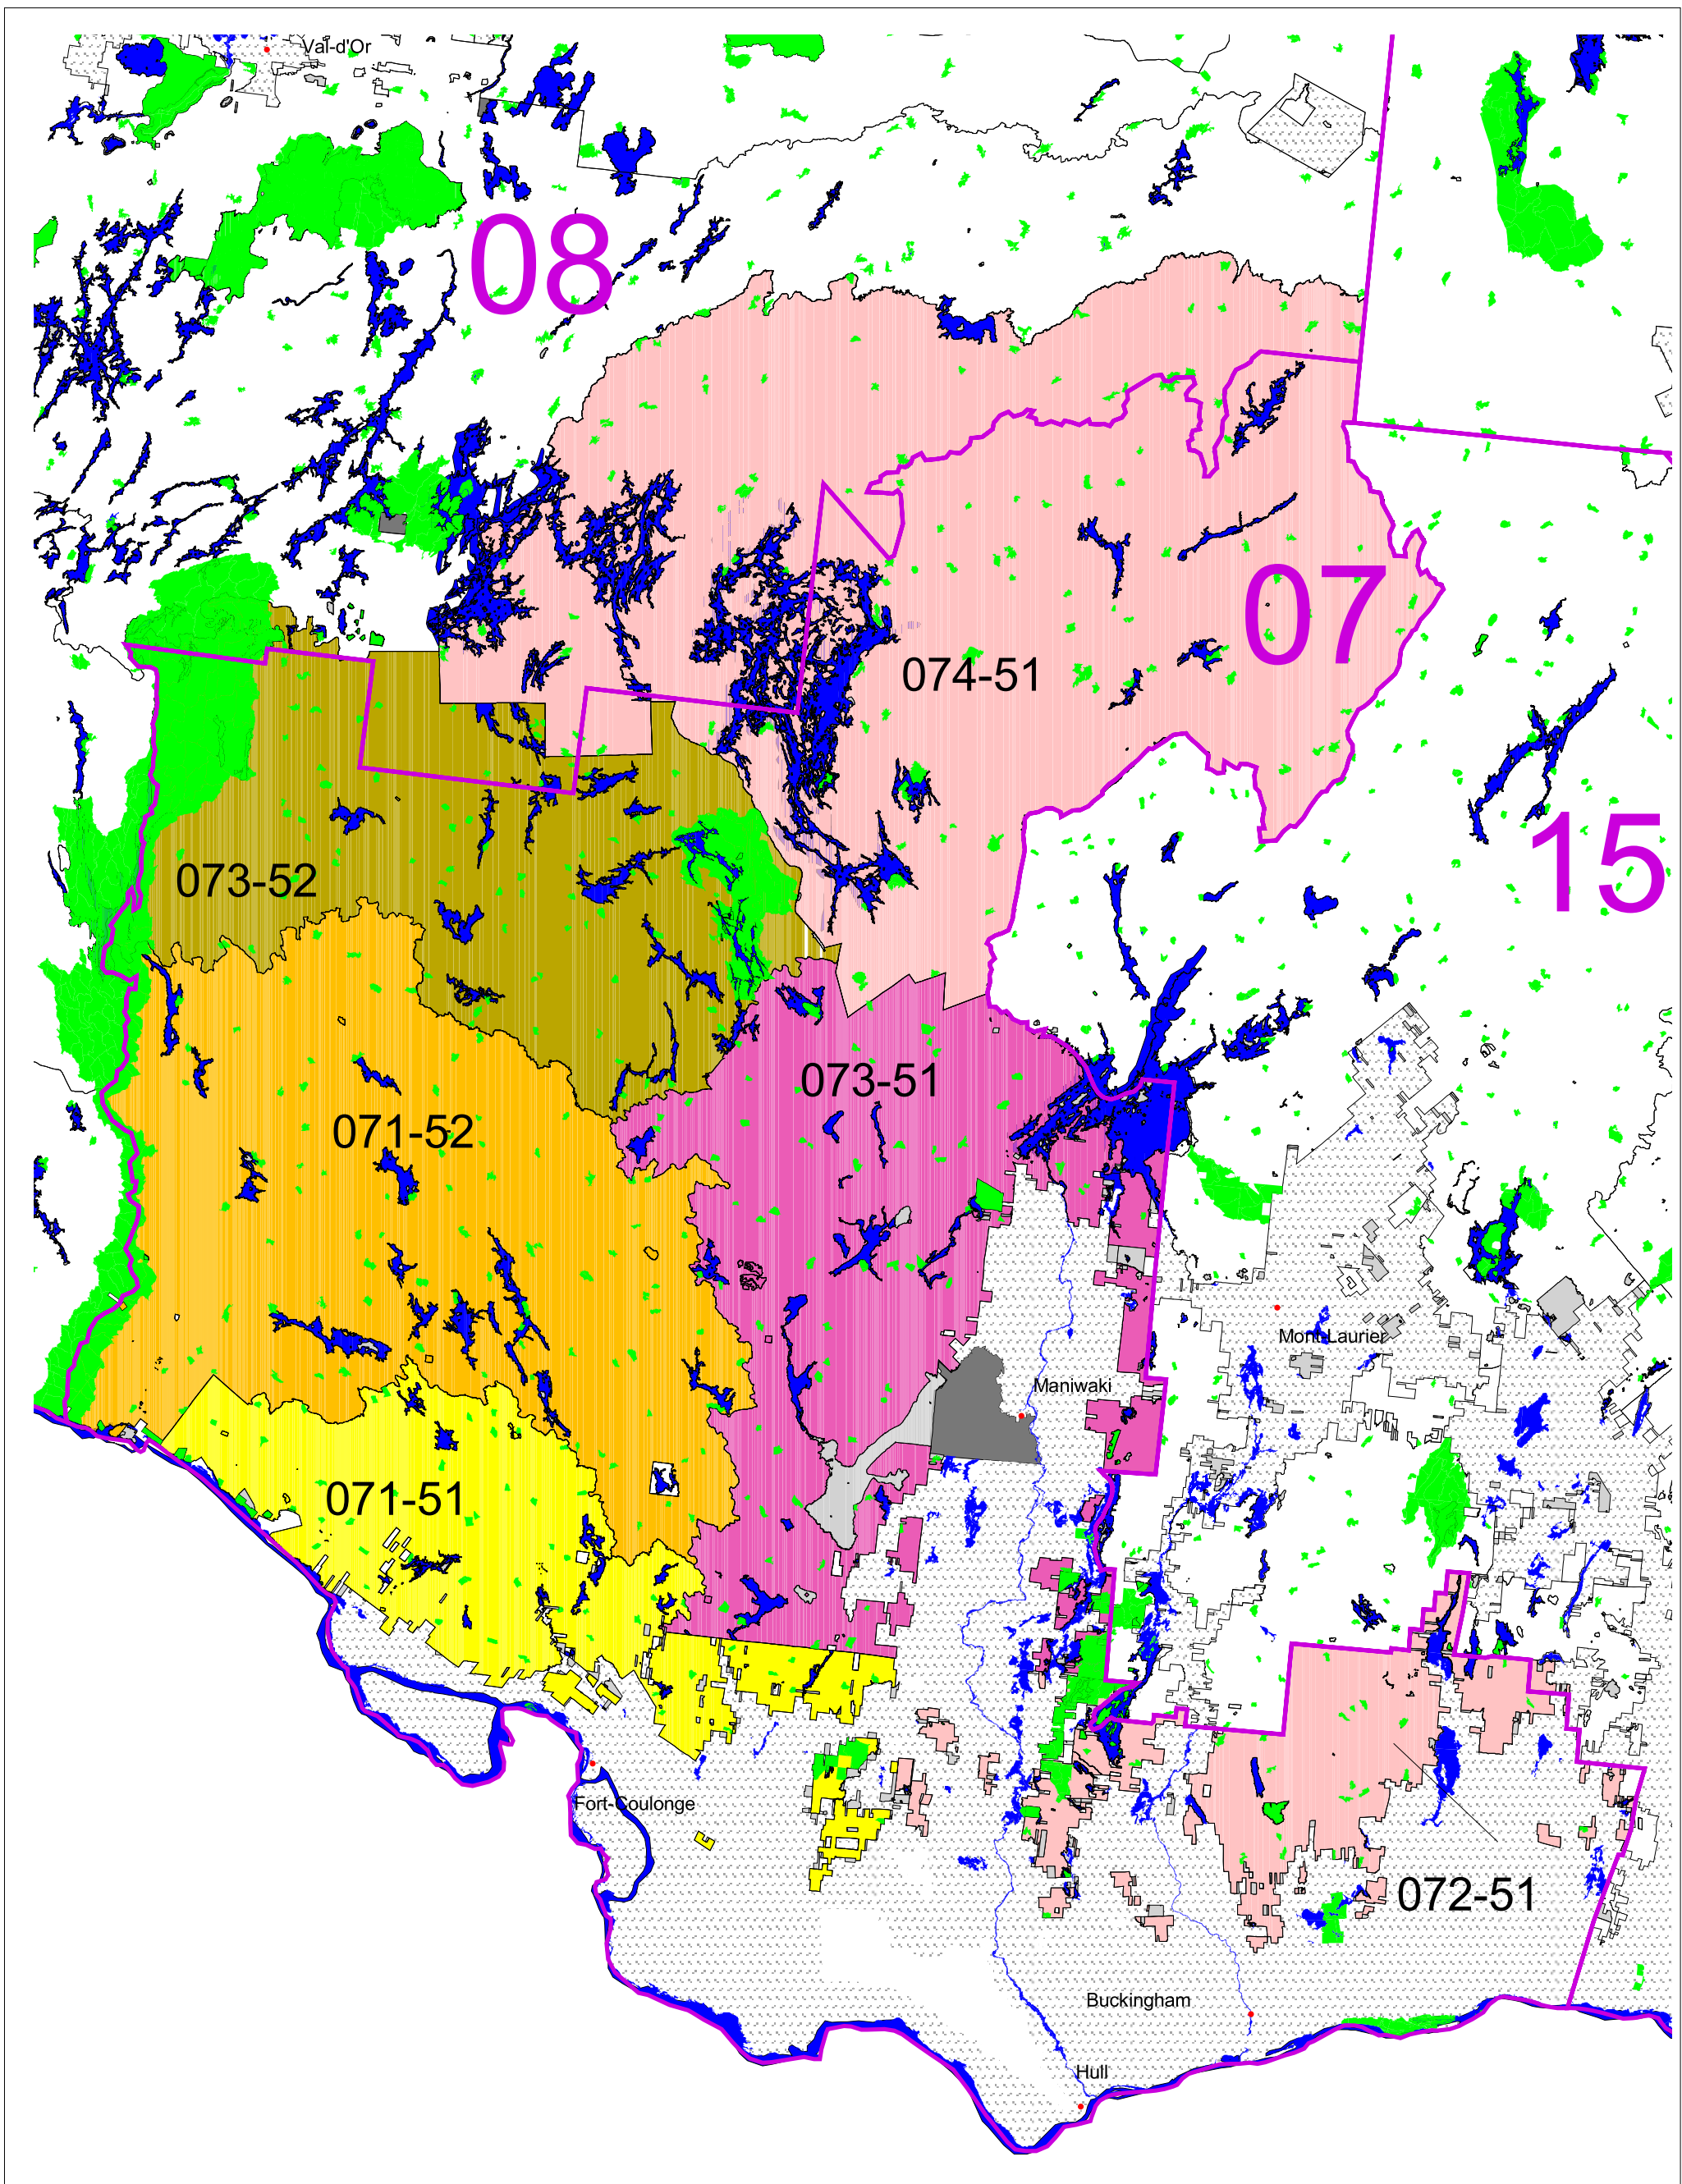 Val-d'Or
08
07
074-51
15
073-52
073-51
071-52
Mont-Laurier
Maniwaki
071-51
Fort-Coulonge
072-51
Buckingham
Hull